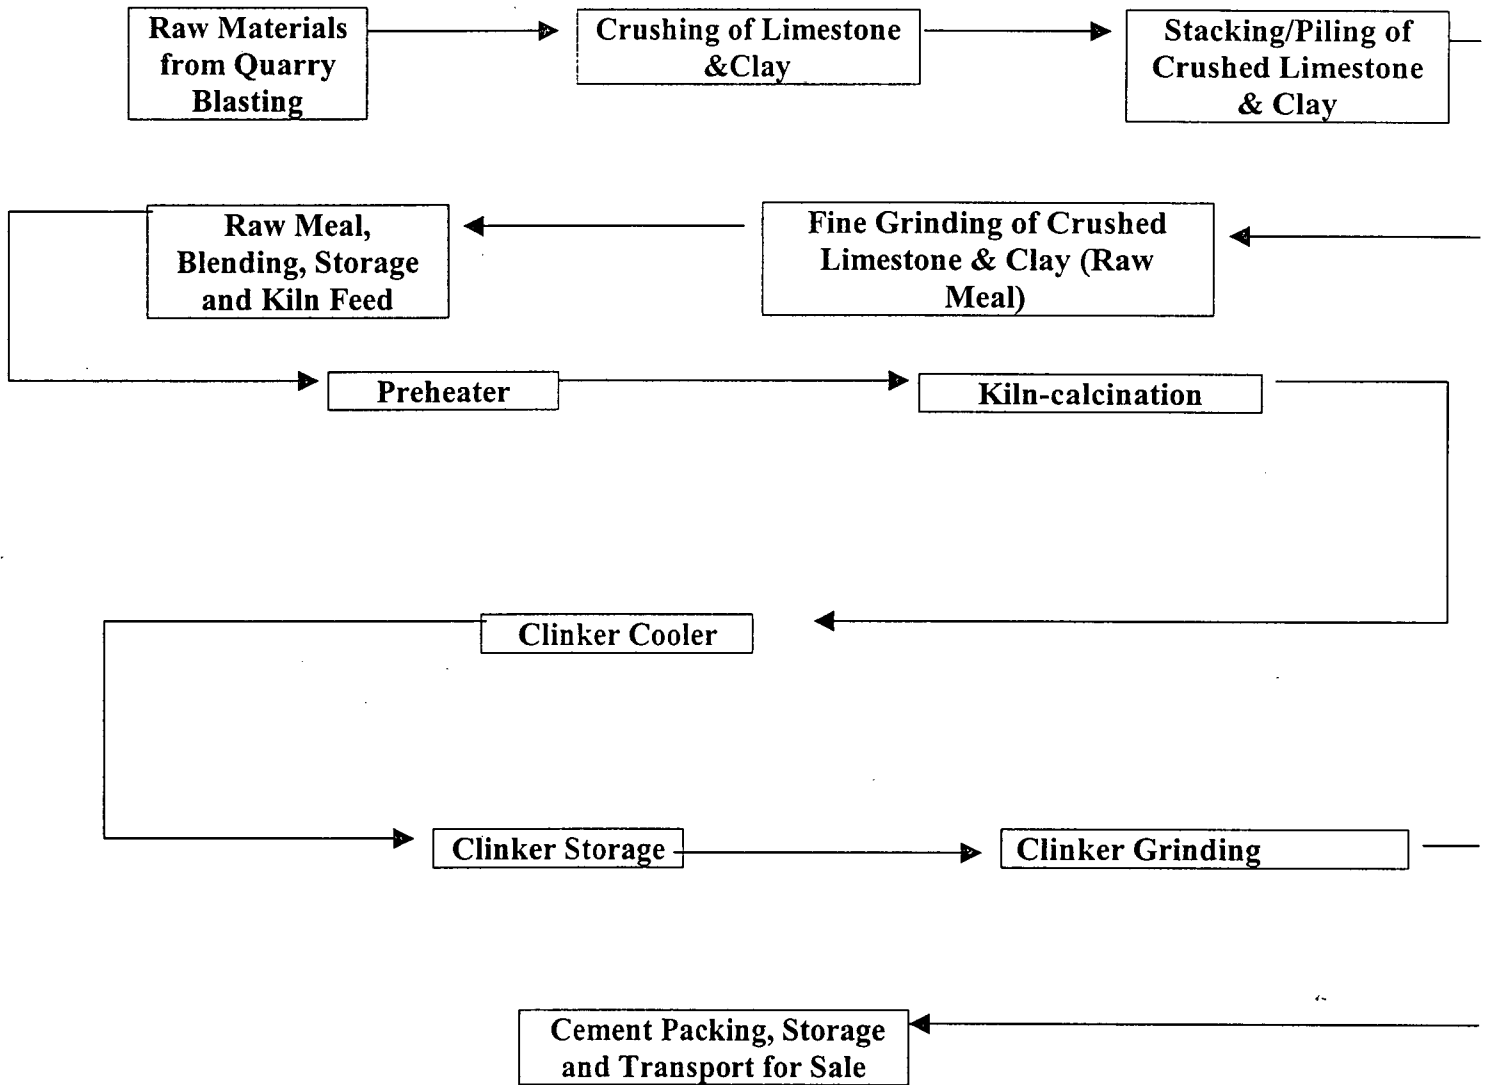 Raw Materials
from Quarry
Blasting
Crushing of Limestone
&Clay
Stacking/Piling of
Crushed Limestone
& Clay
Raw Meal,
Blending, Storage
and Kiln Feed
Fine Grinding of Crushed
Limestone & Clay (Raw
Meal)
Preheater
Kiln-calcination
Clinker Cooler
Clinker Storage
Clinker Grinding
Cement Packing, Storage
and Transport for Sale